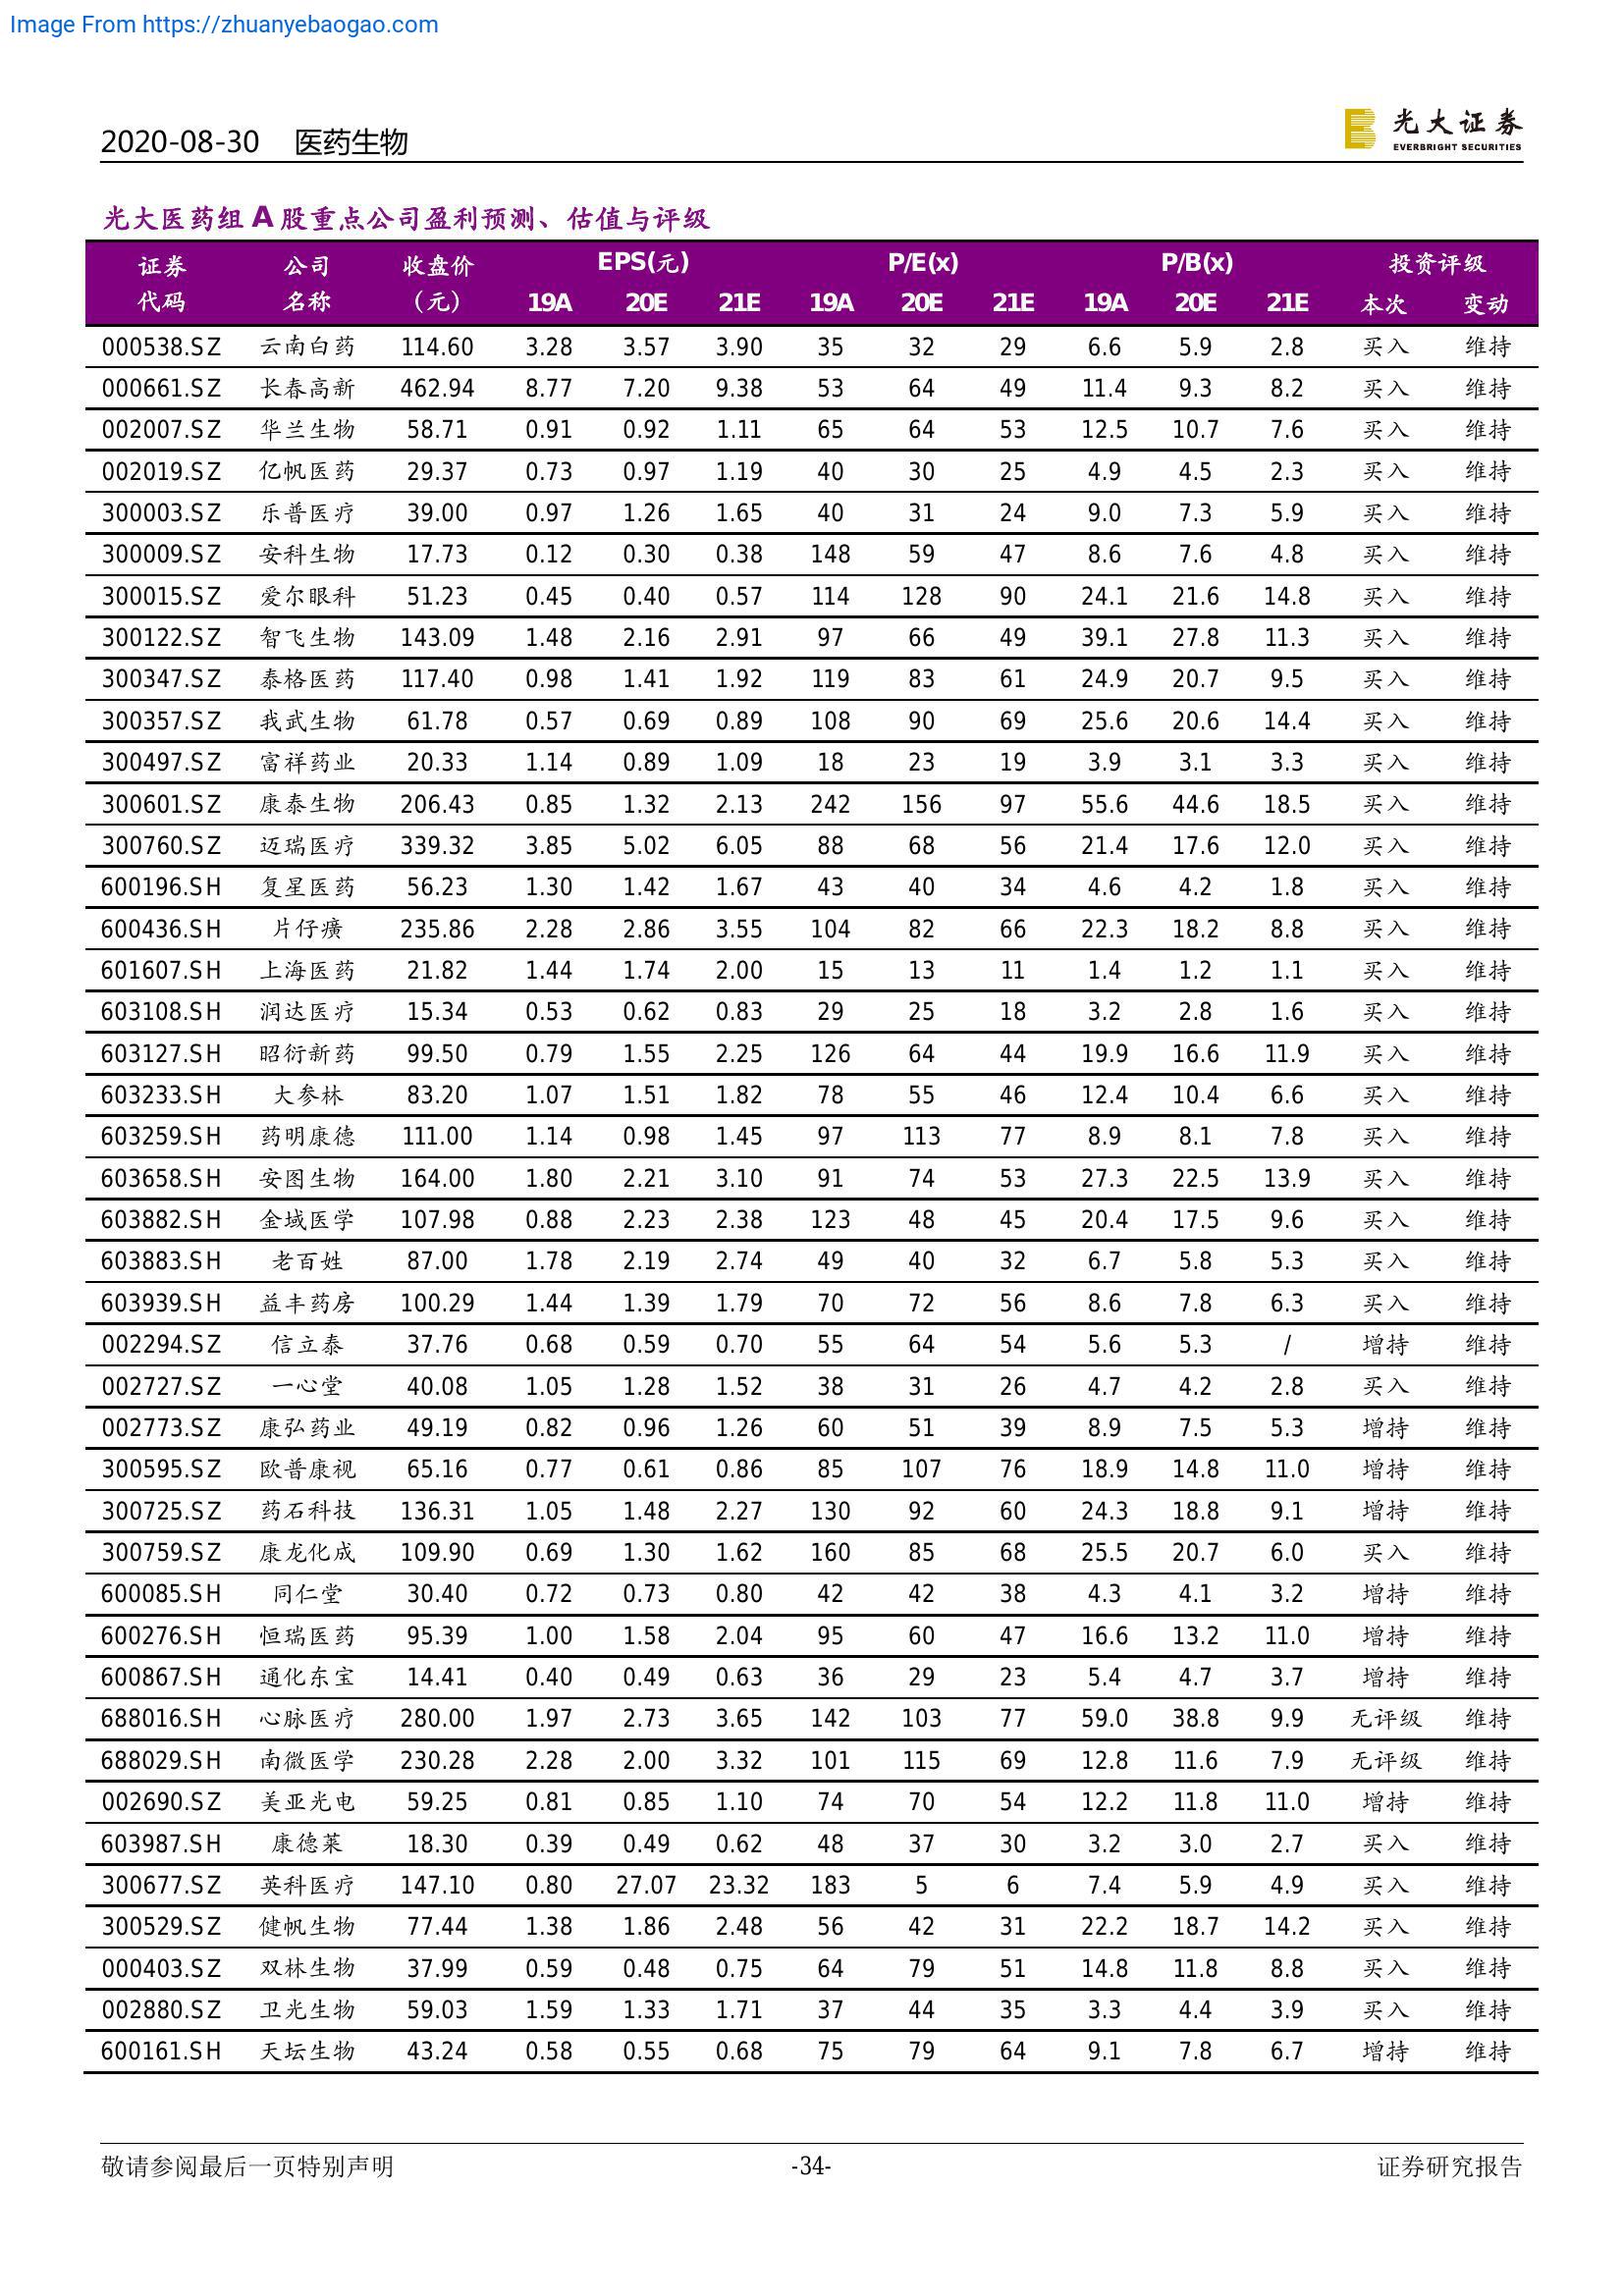 Image From https://zhuanyebaogao.com
2020-08-30 医药生物
光大证券
EVERBRIGHT SECURITIES
光大医药组 A 股重点公司盈利预测、估值与评级
证券 公司 收盘价 EPS(元) P/E(x) P/B(x) 投资评级
代码 名称 (元) 19A 20E 21E 19A 20E 21E 19A 20E 21E 本次 变动
000538.SZ 云南白药 114.60 3.28 3.57 3.90 35 32 29 6.6 5.9 2.8 买入 维持
000661.SZ 长春高新 462.94 8.77 7.20 9.38 53 64 49 11.4 9.3 8.2 买入 维持
002007.SZ 华兰生物 58.71 0.91 0.92 1.11 65 64 53 12.5 10.7 7.6 买入 维持
002019.SZ 亿帆医药 29.37 0.73 0.97 1.19 40 30 25 4.9 4.5 2.3 买入 维持
300003.SZ 乐普医疗 39.00 0.97 1.26 1.65 40 31 24 9.0 7.3 5.9 买入 维持
300009.SZ 安科生物 17.73 0.12 0.30 0.38 148 59 47 8.6 7.6 4.8 买入 维持
300015.SZ 爱尔眼科 51.23 0.45 0.40 0.57 114 128 90 24.1 21.6 14.8 买入 维持
300122.SZ 智飞生物 143.09 1.48 2.16 2.91 97 66 49 39.1 27.8 11.3 买入 维持
300347.SZ 泰格医药 117.40 0.98 1.41 1.92 119 83 61 24.9 20.7 9.5 买入 维持
300357.SZ 我武生物 61.78 0.57 0.69 0.89 108 90 69 25.6 20.6 14.4 买入 维持
300497.SZ 富祥药业 20.33 1.14 0.89 1.09 18 23 19 3.9 3.1 3.3 买入 维持
300601.SZ 康泰生物 206.43 0.85 1.32 2.13 242 156 97 55.6 44.6 18.5 买入 维持
300760.SZ 迈瑞医疗 339.32 3.85 5.02 6.05 88 68 56 21.4 17.6 12.0 买入 维持
600196.SH 复星医药 56.23 1.30 1.42 1.67 43 40 34 4.6 4.2 1.8 买入 维持
600436.SH 片仔癀 235.86 2.28 2.86 3.55 104 82 66 22.3 18.2 8.8 买入 维持
601607.SH 上海医药 21.82 1.44 1.74 2.00 15 13 11 1.4 1.2 1.1 买入 维持
603108.SH 润达医疗 15.34 0.53 0.62 0.83 29 25 18 3.2 2.8 1.6 买入 维持
603127.SH 昭衍新药 99.50 0.79 1.55 2.25 126 64 44 19.9 16.6 11.9 买入 维持
603233.SH 大参林 83.20 1.07 1.51 1.82 78 55 46 12.4 10.4 6.6 买入 维持
603259.SH 药明康德 111.00 1.14 0.98 1.45 97 113 77 8.9 8.1 7.8 买入 维持
603658.SH 安图生物 164.00 1.80 2.21 3.10 91 74 53 27.3 22.5 13.9 买入 维持
603882.SH 金域医学 107.98 0.88 2.23 2.38 123 48 45 20.4 17.5 9.6 买入 维持
603883.SH 老百姓 87.00 1.78 2.19 2.74 49 40 32 6.7 5.8 5.3 买入 维持
603939.SH 益丰药房 100.29 1.44 1.39 1.79 70 72 56 8.6 7.8 6.3 买入 维持
002294.SZ 信立泰 37.76 0.68 0.59 0.70 55 64 54 5.6 5.3 / 增持 维持
002727.SZ 一心堂 40.08 1.05 1.28 1.52 38 31 26 4.7 4.2 2.8 买入 维持
002773.SZ 康弘药业 49.19 0.82 0.96 1.26 60 51 39 8.9 7.5 5.3 增持 维持
300595.SZ 欧普康视 65.16 0.77 0.61 0.86 85 107 76 18.9 14.8 11.0 增持 维持
300725.SZ 药石科技 136.31 1.05 1.48 2.27 130 92 60 24.3 18.8 9.1 增持 维持
300759.SZ 康龙化成 109.90 0.69 1.30 1.62 160 85 68 25.5 20.7 6.0 买入 维持
600085.SH 同仁堂 30.40 0.72 0.73 0.80 42 42 38 4.3 4.1 3.2 增持 维持
600276.SH 恒瑞医药 95.39 1.00 1.58 2.04 95 60 47 16.6 13.2 11.0 增持 维持
600867.SH 通化东宝 14.41 0.40 0.49 0.63 36 29 23 5.4 4.7 3.7 增持 维持
688016.SH 心脉医疗 280.00 1.97 2.73 3.65 142 103 77 59.0 38.8 9.9 无评级 维持
688029.SH 南微医学 230.28 2.28 2.00 3.32 101 115 69 12.8 11.6 7.9 无评级 维持
002690.SZ 美亚光电 59.25 0.81 0.85 1.10 74 70 54 12.2 11.8 11.0 增持 维持
603987.SH 康德莱 18.30 0.39 0.49 0.62 48 37 30 3.2 3.0 2.7 买入 维持
300677.SZ 英科医疗 147.10 0.80 27.07 23.32 183 5 6 7.4 5.9 4.9 买入 维持
300529.SZ 健帆生物 77.44 1.38 1.86 2.48 56 42 31 22.2 18.7 14.2 买入 维持
000403.SZ 双林生物 37.99 0.59 0.48 0.75 64 79 51 14.8 11.8 8.8 买入 维持
002880.SZ 卫光生物 59.03 1.59 1.33 1.71 37 44 35 3.3 4.4 3.9 买入 维持
600161.SH 天坛生物 43.24 0.58 0.55 0.68 75 79 64 9.1 7.8 6.7 增持 维持
敬请参阅最后一页特别声明 -34- 证券研究报告